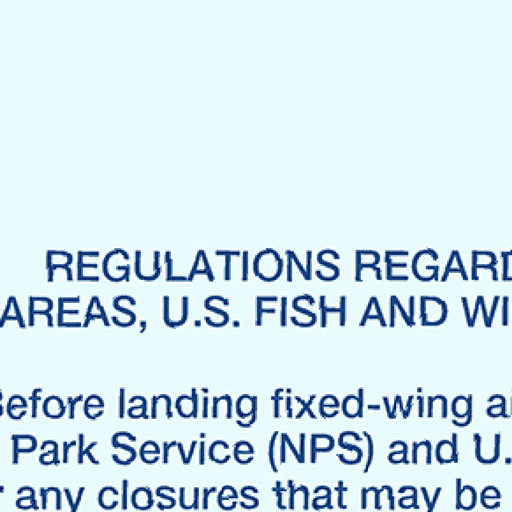 REGULATIONS REGARD
AREAS, U.S. FISH AND WI
Before landing fixed-wing ai
Park Service (NPS) and U.
any closures that may be